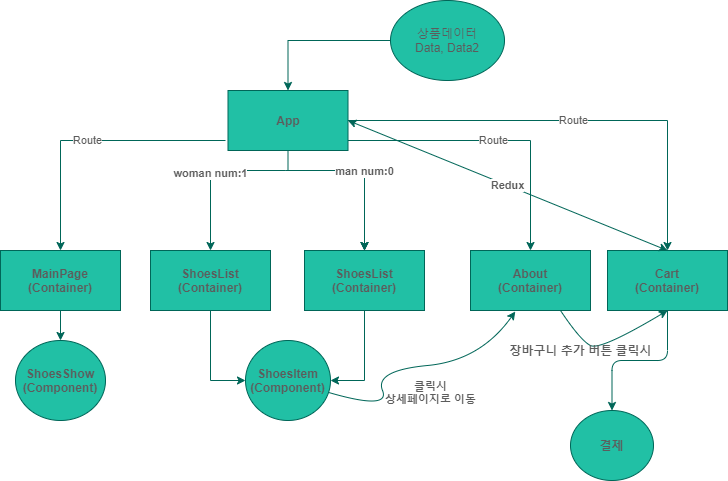 상품데이터
Data, Data2
App
Route
Route
Route
woman num:1
man num:0
Redux
MainPage
(Container)
ShoesList
(Container)
ShoesList
(Container)
About
(Container)
Cart
(Container)
장바구니 추가 버튼 클릭시
ShoesShow
(Component)
ShoesItem
(Component)
클릭시
상세페이지로 이동
결제